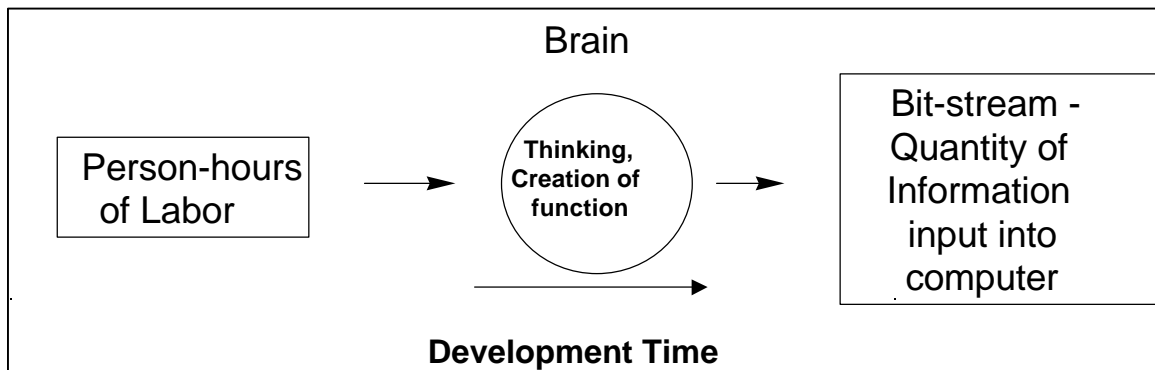 Brain
Person-hours
of Labor
Thinking,
Creation of
function
Bit-stream -
Quantity of
Information
input into
computer
Development Time